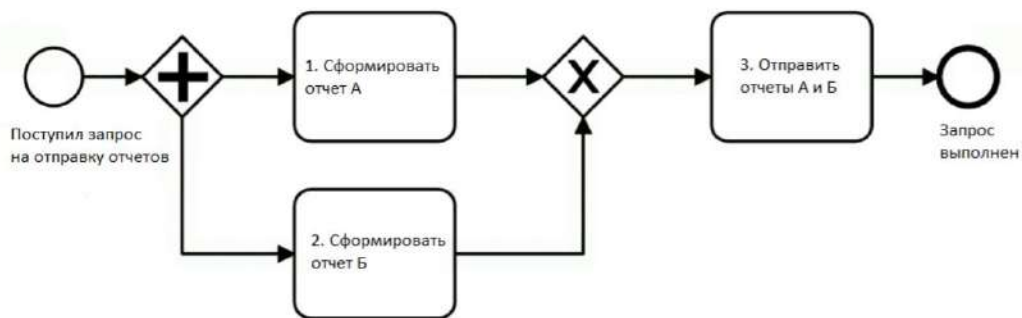 1. Сформировать
отчет А
3. Отправить
отчеты А и Б
Поступил запрос
на отправку отчетов
Запрос
выполнен
2. Сформировать
отчет Б